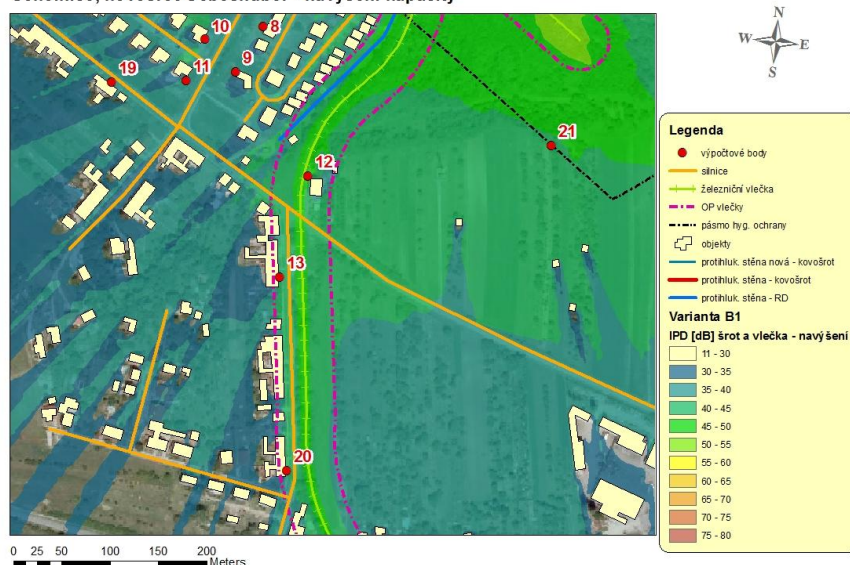 N
W E
S
10
8
9
11
19
21
12
13
20
Legenda
výpočtové body
silnice
železniční vlečka
OP vlečky
pásmo hyg. ochrany
objekty
protihluk. stěna nová - kovošrot
protihluk. stěna - kovošrot
protihluk. stěna - RD
Varianta B1
IPD [dB] šrot a vlečka - navýšení
11 - 30
30 - 35
35 - 40
40 - 45
45 - 50
50 - 55
55 - 60
60 - 65
65 - 70
70 - 75
75 - 80
0 25 50 100 150 200
Meters